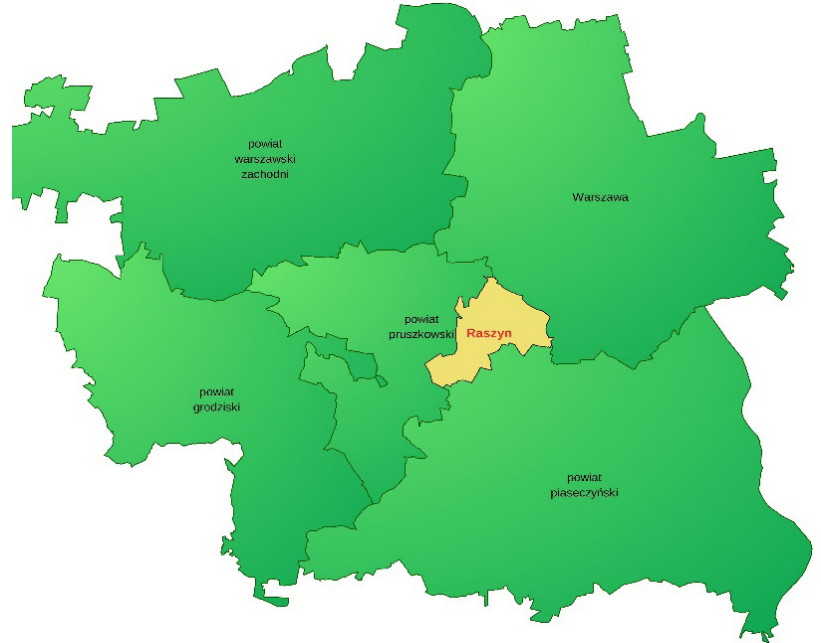 powiat
warszawski
zachodni
Warszawa
powiat
pruszkowski
Raszyn
powiat
grodziski
powiat
piaseczyński